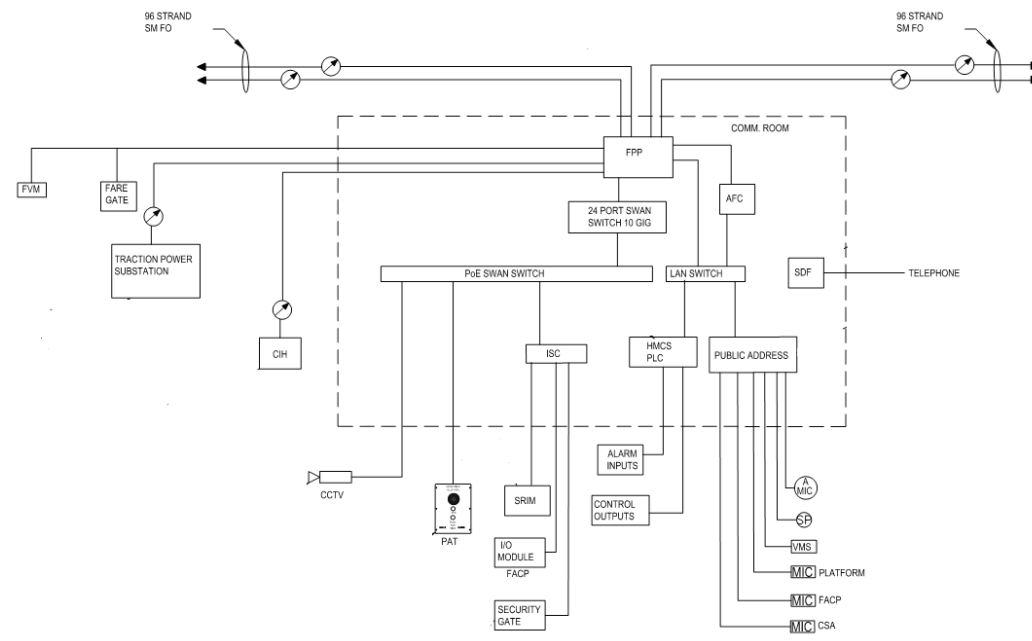 96 STRAND
SM FO
96 STRAND
SM FO
COMM. ROOM
FPP
FVM
FARE
GATE
AFC
24 PORT SWAN
SWITCH 10 GIG
TRACTION POWER
SUBSTATION
PoE SWAN SWITCH
LAN SWITCH
SDF
TELEPHONE
CIH
ISC
HMCS
PLC
PUBLIC ADDRESS
ALARM
INPUTS
CCTV
SRIM
CONTROL
OUTPUTS
A
MIC
SP
PAT
I/O
MODULE
FACP
VMS
MIC PLATFORM
MIC FACP
SECURITY
GATE
MIC CSA